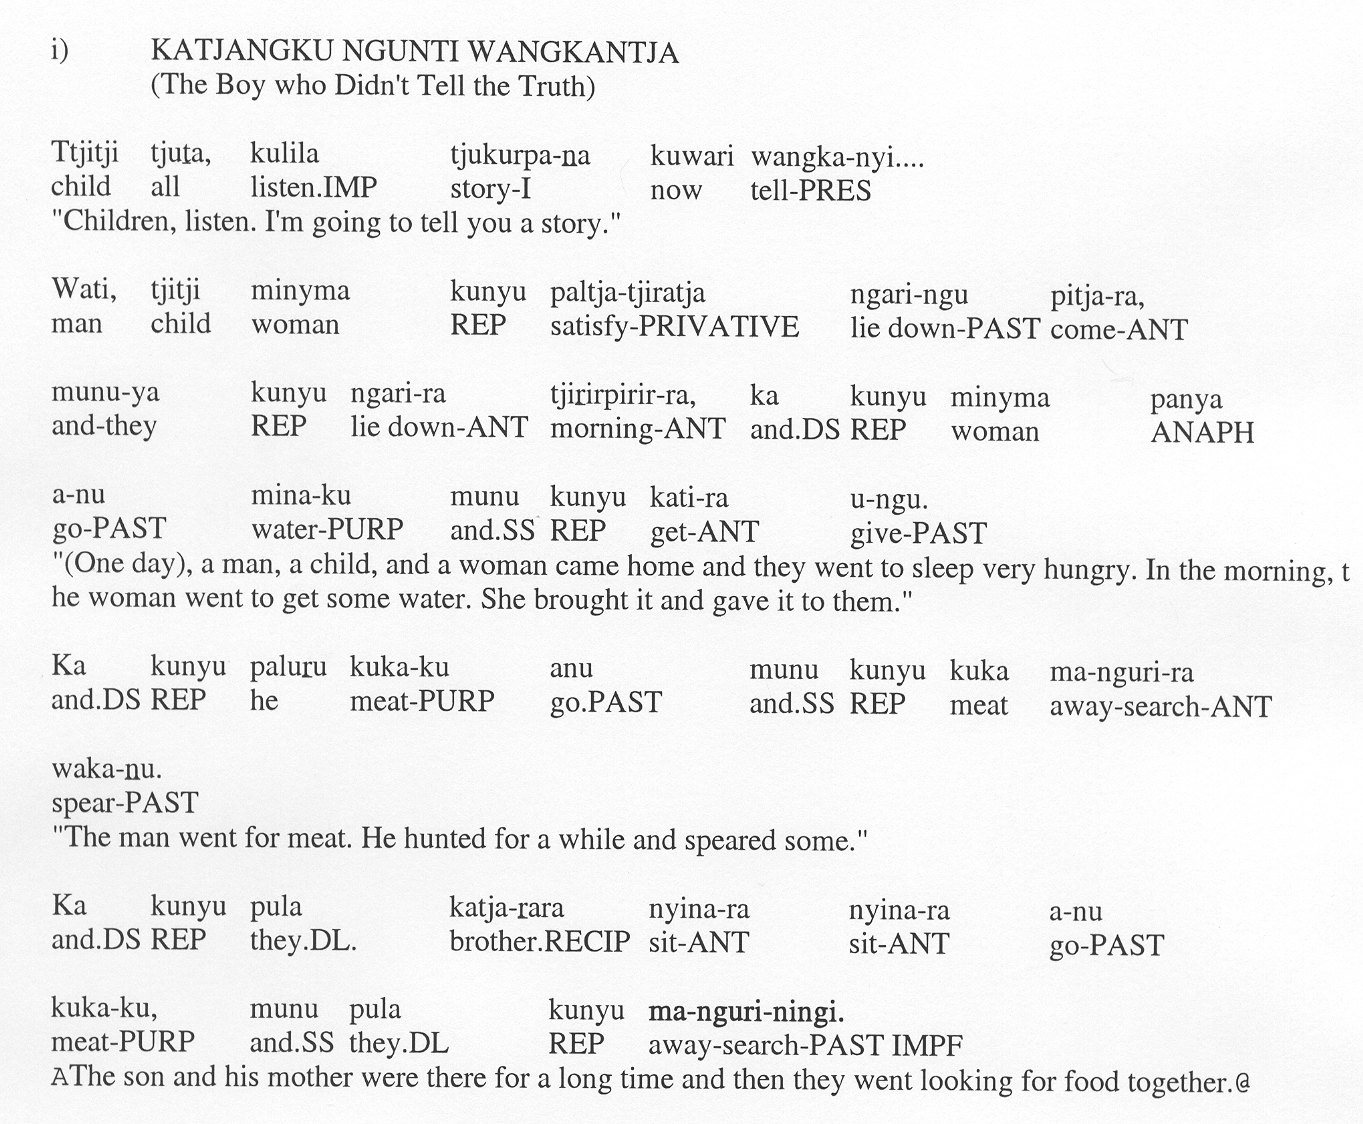 i) KATJANGKU NGUNTI WANGKANTJA
(The Boy who Didn't Tell the Truth)
Ttjitji tjuṯa, kulila tjukurpa-ṉa kuwari wangka-nyi....
child all listen.IMP story-I now tell-PRES
"Children, listen. I'm going to tell you a story."
Wati, tjitji minyma kunyu paltja-tjiratja ngari-ngu pitja-ra,
man child woman REP satisfy-PRIVATIVE lie down-PAST come-ANT
munu-ya kunyu ngari-ra tjiṟirpirir-ra, ka kunyu minyma panya
and-they REP lie down-ANT morning-ANT and.DS REP woman ANAPH
a-nu mina-ku munu kunyu kati-ra u-ngu.
go-PAST water-PURP and.SS REP get-ANT give-PAST
"(One day), a man, a child, and a woman came home and they went to sleep very hungry. In the morning, t
he woman went to get some water. She brought it and gave it to them."
Ka kunyu paluṟu kuka-ku anu munu kunyu kuka ma-nguri-ra
and.DS REP he meat-PURP go.PAST and.SS REP meat away-search-ANT
waka-ṉu.
spear-PAST
"The man went for meat. He hunted for a while and speared some."
Ka kunyu pula katja-ṟara nyina-ra nyina-ra a-nu
and.DS REP they.DL. brother.RECIP sit-ANT sit-ANT go-PAST
kuka-ku, munu pula kunyu ma-nguri-ningi.
meat-PURP and.SS they.DL REP away-search-PAST IMPF
AThe son and his mother were there for a long time and then they went looking for food together.@